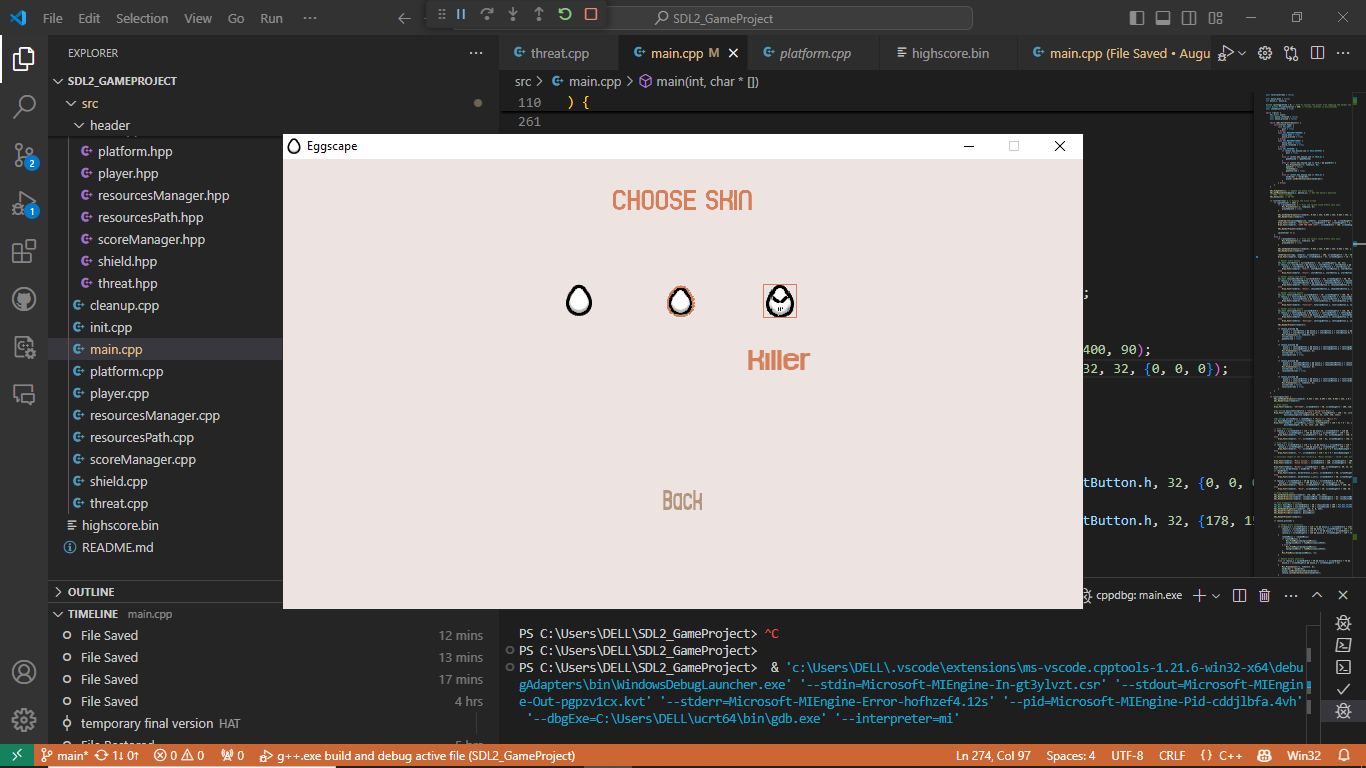 File Edit Selection View Go Run ··· SDL2_GameProject
EXPLORER
SDL2_GAMEPROJECT
src
header
platform.hpp
player.hpp
resourcesManager.hpp
resourcesPath.hpp
scoreManager.hpp
shield.hpp
threat.hpp
cleanup.cpp
init.cpp
main.cpp
platform.cpp
player.cpp
resourcesManager.cpp
resourcesPath.cpp
scoreManager.cpp
shield.cpp
threat.cpp
highscore.bin
README.md
OUTLINE
TIMELINE main.cpp
File Saved 12 mins
File Saved 13 mins
File Saved 17 mins
File Saved 4 hrs
temporary final version HAT
2
1
threat.cpp main.cpp M platform.cpp highscore.bin main.cpp (File Saved • Augu
src > main.cpp > main(int, char * [])
110 ) {
261
Eggscape
CHOOSE SKIN
Killer
Back
;
400, 90);
32, 32, {0, 0, 0});
tButton.h, 32, {0, 0,
tButton.h, 32, {178,
cppdbg: main.exe
PS C:\Users\DELL\SDL2_GameProject> ^C
PS C:\Users\DELL\SDL2_GameProject>
PS C:\Users\DELL\SDL2_GameProject> & 'c:\Users\DELL\.vscode\extensions\ms-vscode.cpptools-1.21.6-win32-x64\debu
gAdapters\bin\WindowsDebugLauncher.exe' '--stdin=Microsoft-MIEngine-In-gt3ylvzt.csr' '--stdout=Microsoft-MIEngin
e-Out-pgpzv1cx.kvt' '--stderr=Microsoft-MIEngine-Error-hofhzef4.12s' '--pid=Microsoft-MIEngine-Pid-cddjlbfa.4vh'
'--dbgExe=C:\Users\DELL\ucrt64\bin\gdb.exe' '--interpreter=mi'
main* 1↓ 0↑ 0 0 0 g++.exe build and debug active file (SDL2_GameProject) Ln 274, Col 97 Spaces: 4 UTF-8 CRLF {} C++ Win32